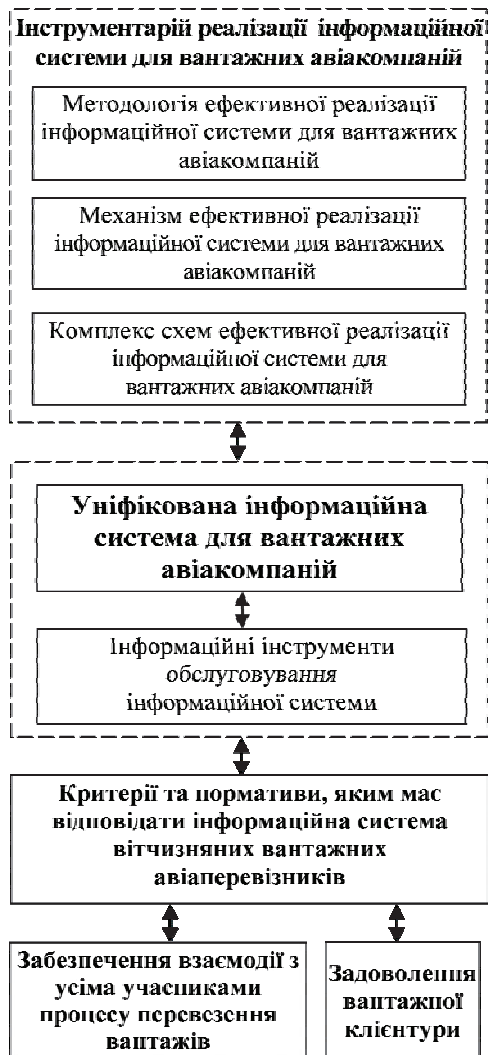 Інструментарій реалізації інформаційної
системи для вантажних авіакомпаній
Методологія ефективної реалізації
інформаційної системи для вантажних
авіакомпаній
Механізм ефективної реалізації
інформаційної системи для вантажних
авіакомпаній
Комплекс схем ефективної реалізації
інформаційної системи для
вантажних авіакомпаній
Уніфікована інформаційна
система для вантажних
авіакомпаній
Інформаційні інструменти
обслуговування
інформаційної системи
Критерії та нормативи, яким має
відповідати інформаційна система
вітчизняних вантажних
авіаперевізників
Забезпечення взаємодії з
усіма учасниками
процесу перевезення
вантажів
Задоволення
вантажної
клієнтури